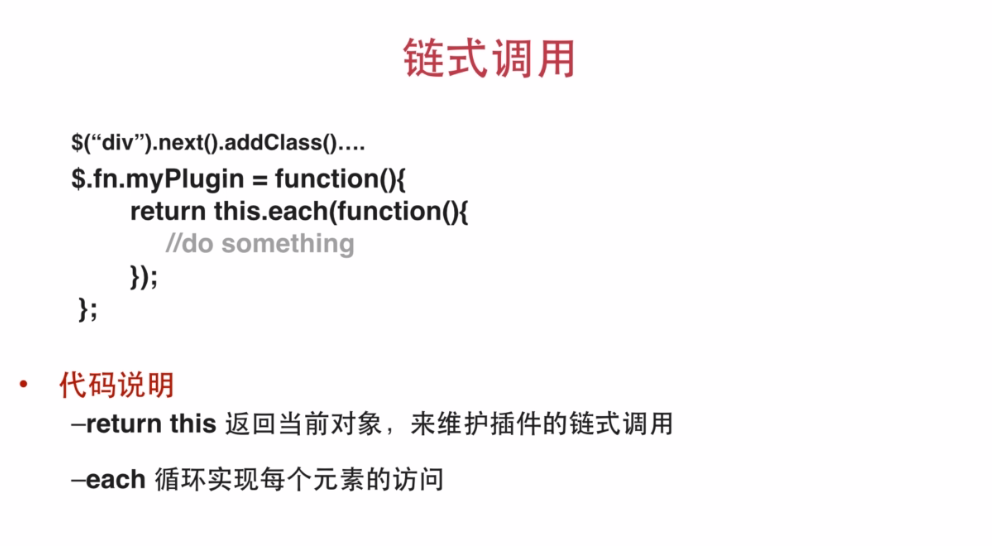 链式调用
$(“div”).next().addClass()….
$.fn.myPlugin = function(){
return this.each(function(){
//do something
});
};
• 代码说明
–return this 返回当前对象，来维护插件的链式调用
–each 循环实现每个元素的访问